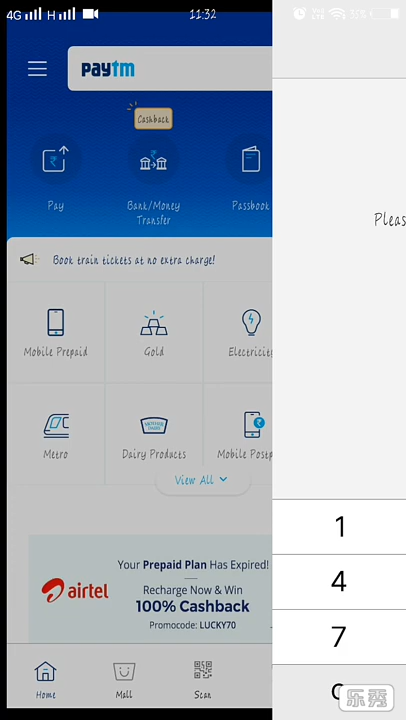 4G H 11:32 36%
paytm
Cashback
Pay Bank/Money Transfer Passbook
Pleas
Book train tickets at no extra charge!
Mobile Prepaid Gold Electricity
Metro Dairy Products Mobile Postp
View All
Your Prepaid Plan Has Expired!
airtel
Recharge Now & Win
100% Cashback
Promocode: LUCKY70
1
4
7
Home Mall Scan
乐秀